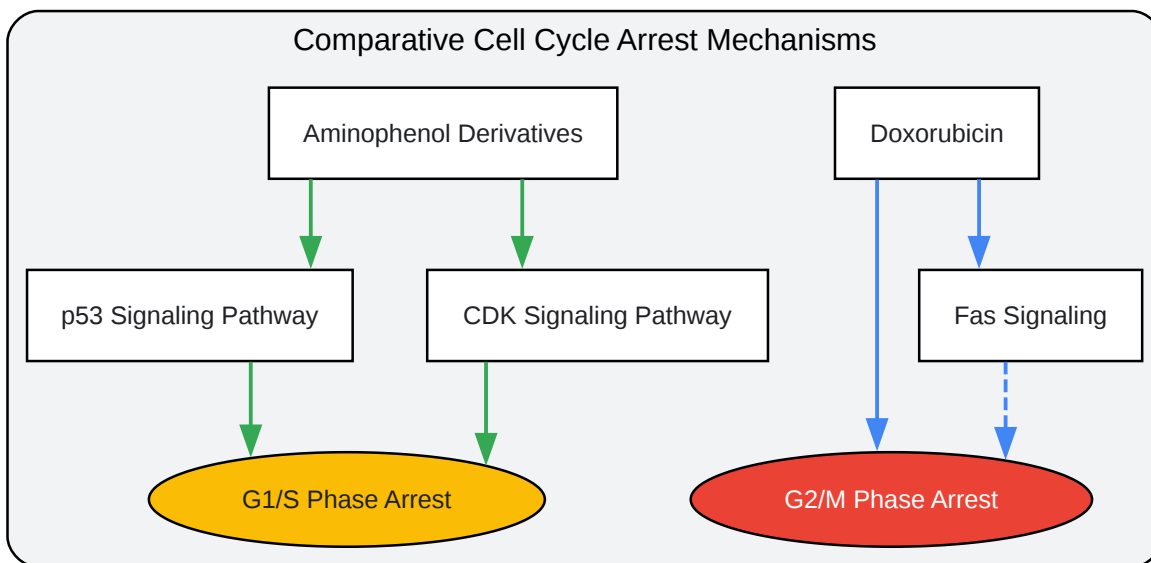 Comparative Cell Cycle Arrest Mechanisms
Aminophenol Derivatives
Doxorubicin
p53 Signaling Pathway
CDK Signaling Pathway
Fas Signaling
G1/S Phase Arrest
G2/M Phase Arrest